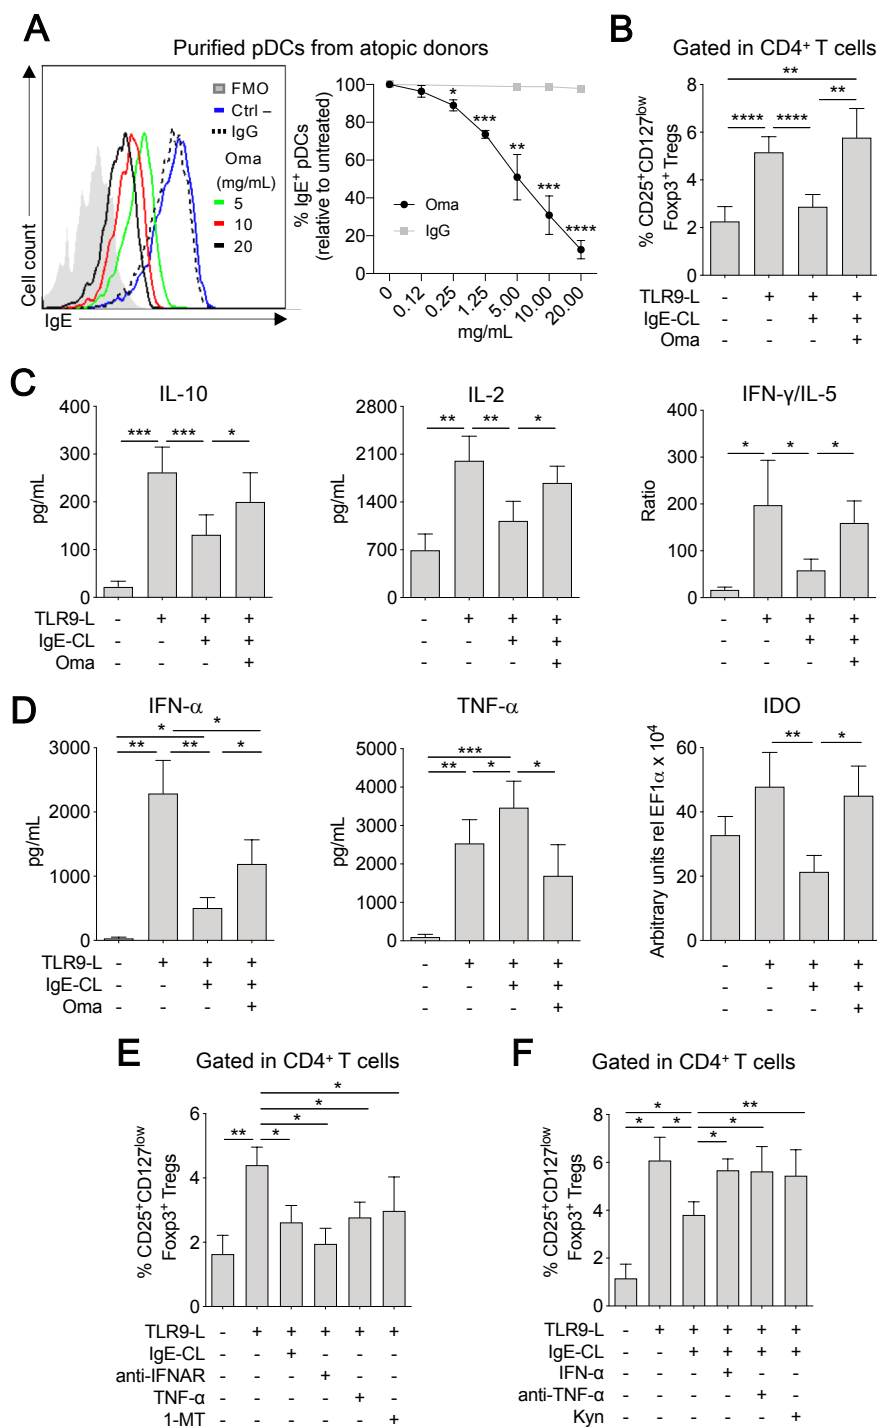 A
Purified pDCs from atopic donors
FMO
Ctrl –
IgG
Oma
(mg/mL)
5
10
20
Cell count
IgE
% IgE+ pDCs
(relative to untreated)
100
80
60
40
20
0
* *** ** *** ****
Oma
IgG
0 0.12 0.25 1.25 5.00 10.00 20.00
mg/mL
B
Gated in CD4+ T cells
% CD25+CD127low
Foxp3+ Tregs
8
6
4
2
0
**
**** **** **
TLR9-L - + + +
IgE-CL - - + +
Oma - - - +
C
IL-10
pg/mL
400
300
200
100
0
*** *** *
TLR9-L - + + +
IgE-CL - - + +
Oma - - - +
IL-2
pg/mL
2800
2100
1400
700
0
** ** *
- + + +
- - + +
- - - +
IFN-γ/IL-5
Ratio
400
300
200
100
0
* * *
- + + +
- - + +
- - - +
D
IFN-α
pg/mL
3000
2000
1000
0
* *
** ** *
TLR9-L - + + +
IgE-CL - - + +
Oma - - - +
TNF-α
pg/mL
5000
4000
3000
2000
1000
0
***
** * *
- + + +
- - + +
- - - +
IDO
Arbitrary units rel EF1α x 10⁴
60
40
20
0
** *
- + + +
- - + +
- - - +
E
Gated in CD4+ T cells
% CD25+CD127low
Foxp3+ Tregs
6
4
2
0
*
*
*
** *
TLR9-L - + + + + +
IgE-CL - - + - - -
anti-IFNAR - - - + - -
TNF-α - - - - + -
1-MT - - - - - +
F
Gated in CD4+ T cells
% CD25+CD127low
Foxp3+ Tregs
8
6
4
2
0
* **
* * *
*
TLR9-L - + + + + +
IgE-CL - - + + + +
IFN-α - - - + - -
anti-TNF-α - - - - + -
Kyn - - - - - +